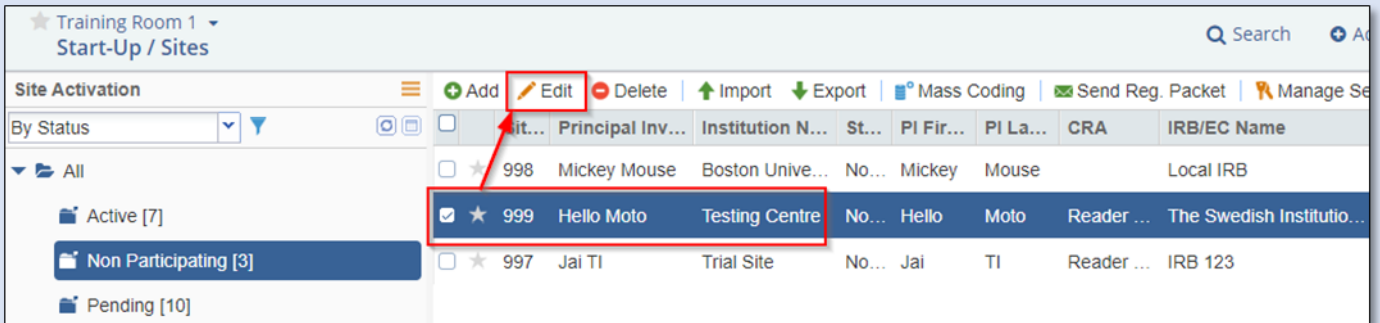 Training Room 1
Start-Up / Sites
Search
Site Activation
Add Edit Delete Import Export Mass Coding Send Reg. Packet Manage Se
By Status
Sit... Principal Inv... Institution N... St... PI Fir... PI La... CRA IRB/EC Name
All
998 Mickey Mouse Boston Unive... No... Mickey Mouse Local IRB
Active [7]
999 Hello Moto Testing Centre No... Hello Moto Reader ... The Swedish Institutio...
Non Participating [3]
997 Jai TI Trial Site No... Jai TI Reader ... IRB 123
Pending [10]